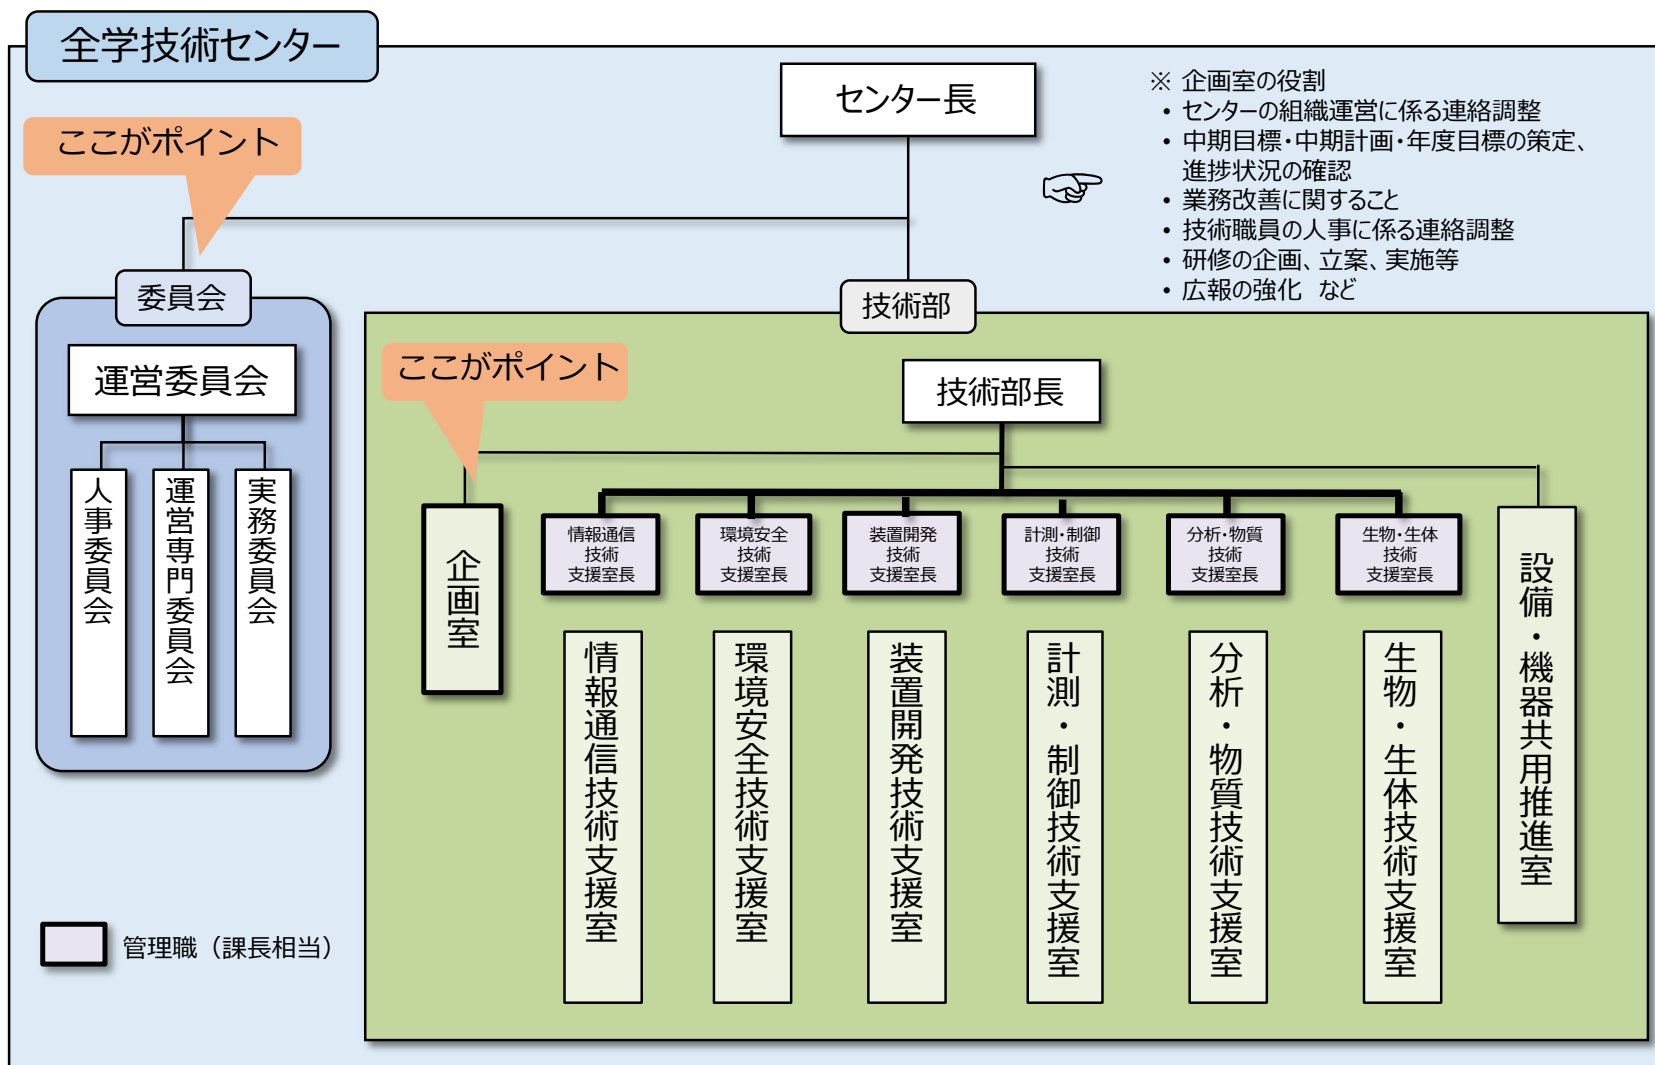 全学技術センター
センター長
※ 企画室の役割
• センターの組織運営に係る連絡調整
• 中期目標・中期計画・年度目標の策定、
進捗状況の確認
• 業務改善に関すること
• 技術職員の人事に係る連絡調整
• 研修の企画、立案、実施等
• 広報の強化 など
ここがポイント
委員会
運営委員会
人事委員会
運営専門委員会
実務委員会
技術部
ここがポイント
技術部長
企画室
情報通信
技術
支援室長
環境安全
技術
支援室長
装置開発
技術
支援室長
計測・制御
技術
支援室長
分析・物質
技術
支援室長
生物・生体
技術
支援室長
情報通信技術支援室
環境安全技術支援室
装置開発技術支援室
計測・制御技術支援室
分析・物質技術支援室
生物・生体技術支援室
設備・機器共用推進室
管理職（課長相当）